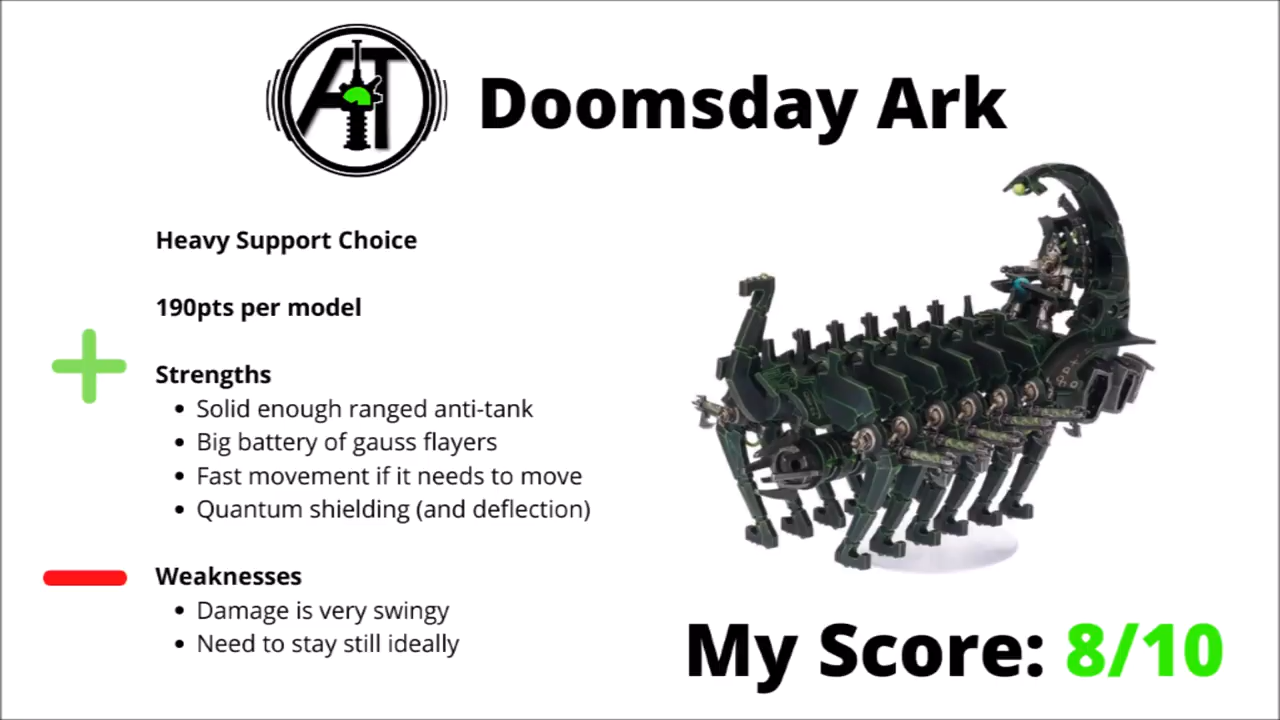 AT
Doomsday Ark
Heavy Support Choice
190pts per model
Strengths
• Solid enough ranged anti-tank
• Big battery of gauss flayers
• Fast movement if it needs to move
• Quantum shielding (and deflection)
Weaknesses
• Damage is very swingy
• Need to stay still ideally
My Score: 8/10